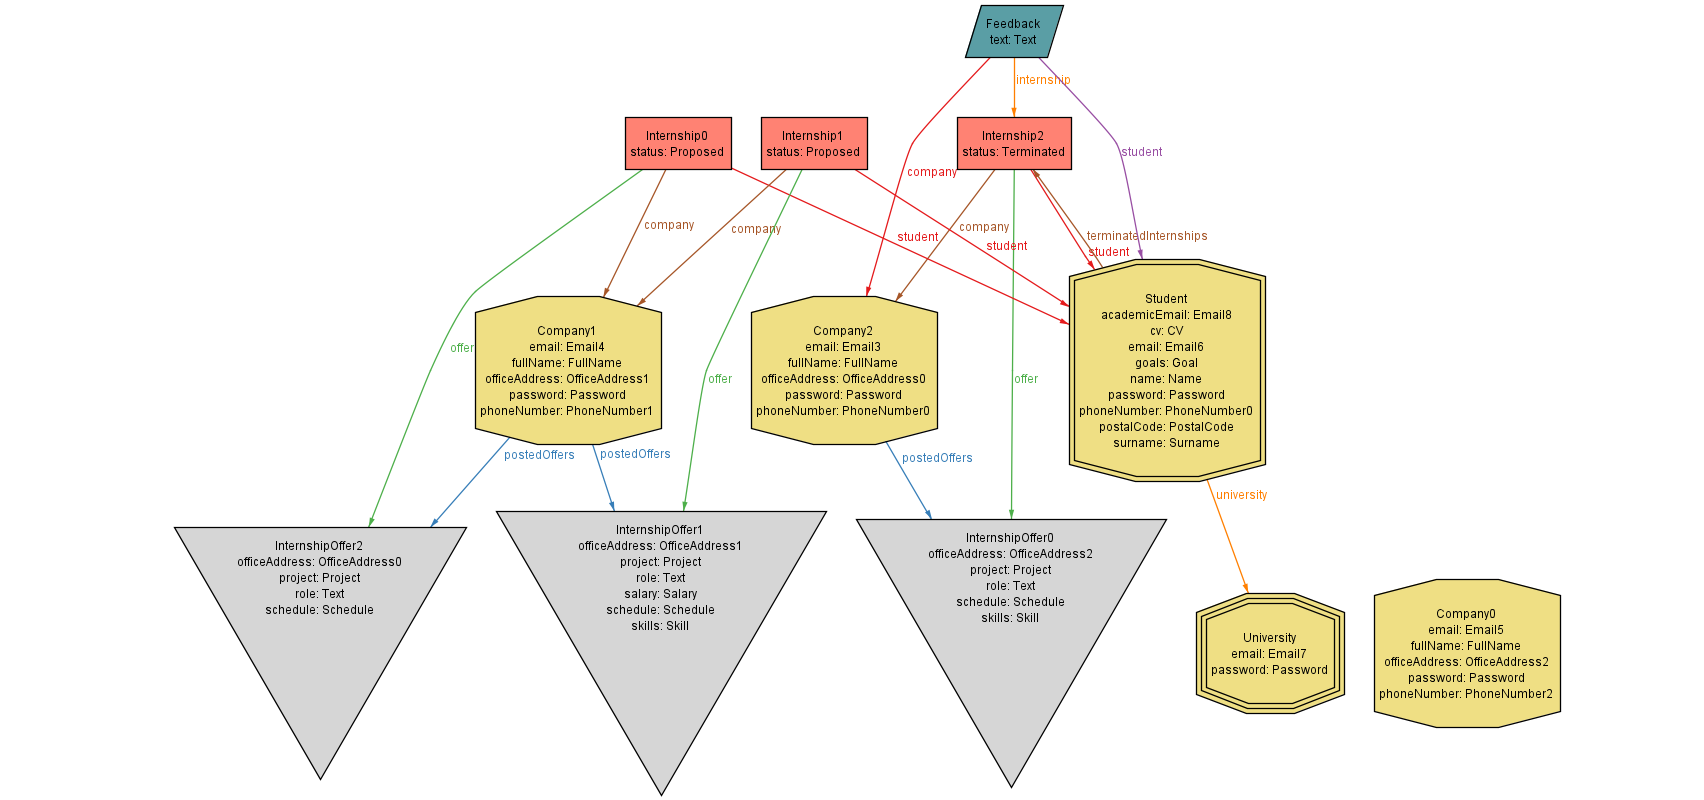 Feedback
text: Text
internship
Internship0
status: Proposed
Internship1
status: Proposed
Internship2
status: Terminated
student
company
company
company
student
student
company
terminatedInternships
student
Company1
email: Email4
fullName: FullName
officeAddress: OfficeAddress1
password: Password
phoneNumber: PhoneNumber1
Company2
email: Email3
fullName: FullName
officeAddress: OfficeAddress0
password: Password
phoneNumber: PhoneNumber0
Student
academicEmail: Email8
cv: CV
email: Email6
goals: Goal
name: Name
password: Password
phoneNumber: PhoneNumber0
postalCode: PostalCode
surname: Surname
offer
offer
offer
postedOffers
postedOffers
postedOffers
university
InternshipOffer2
officeAddress: OfficeAddress0
project: Project
role: Text
schedule: Schedule
InternshipOffer1
officeAddress: OfficeAddress1
project: Project
role: Text
salary: Salary
schedule: Schedule
skills: Skill
InternshipOffer0
officeAddress: OfficeAddress2
project: Project
role: Text
schedule: Schedule
skills: Skill
University
email: Email7
password: Password
Company0
email: Email5
fullName: FullName
officeAddress: OfficeAddress2
password: Password
phoneNumber: PhoneNumber2